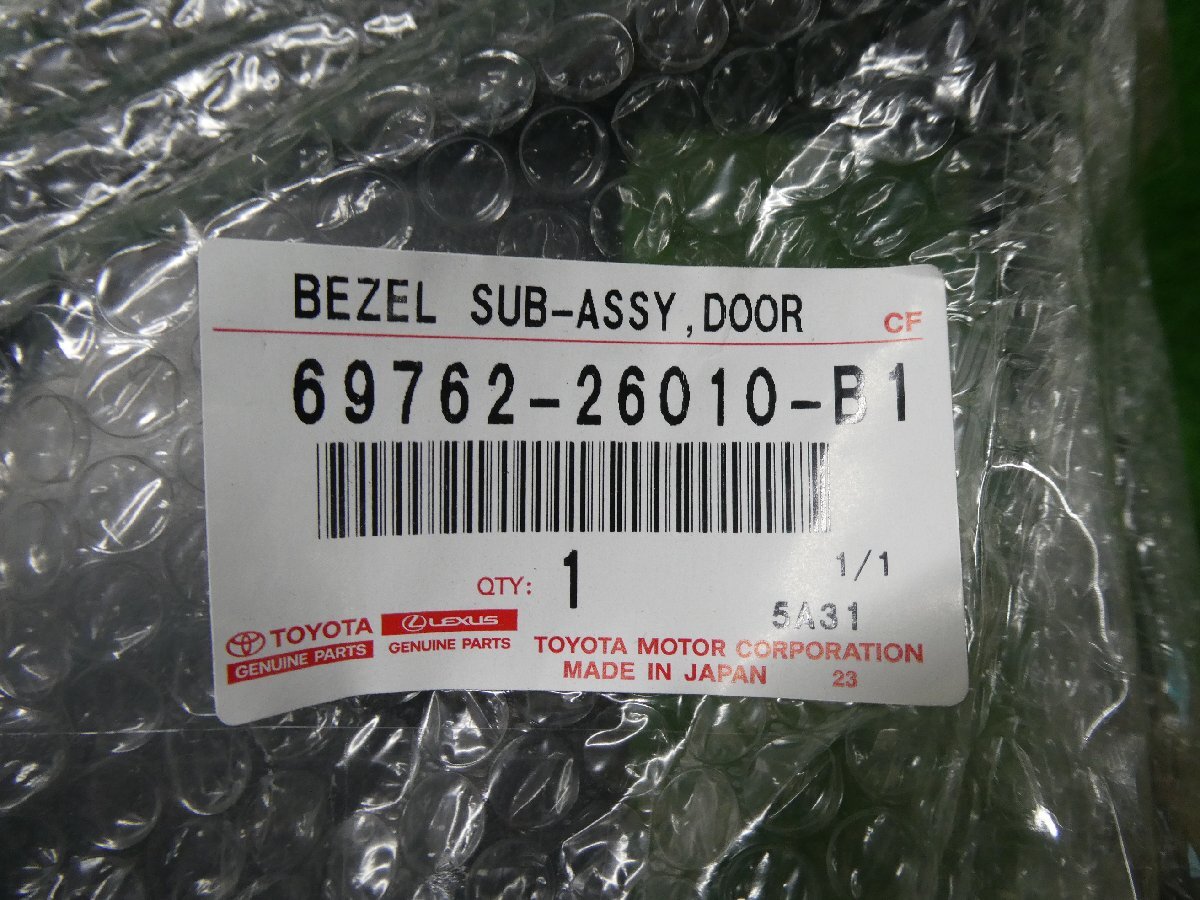 BEZEL SUB-ASSY,DOOR CF
69762-26010-B1
QTY: 1 1/1
5A31
TOYOTA LEXUS
GENUINE PARTS GENUINE PARTS
TOYOTA MOTOR CORPORATION
MADE IN JAPAN 23